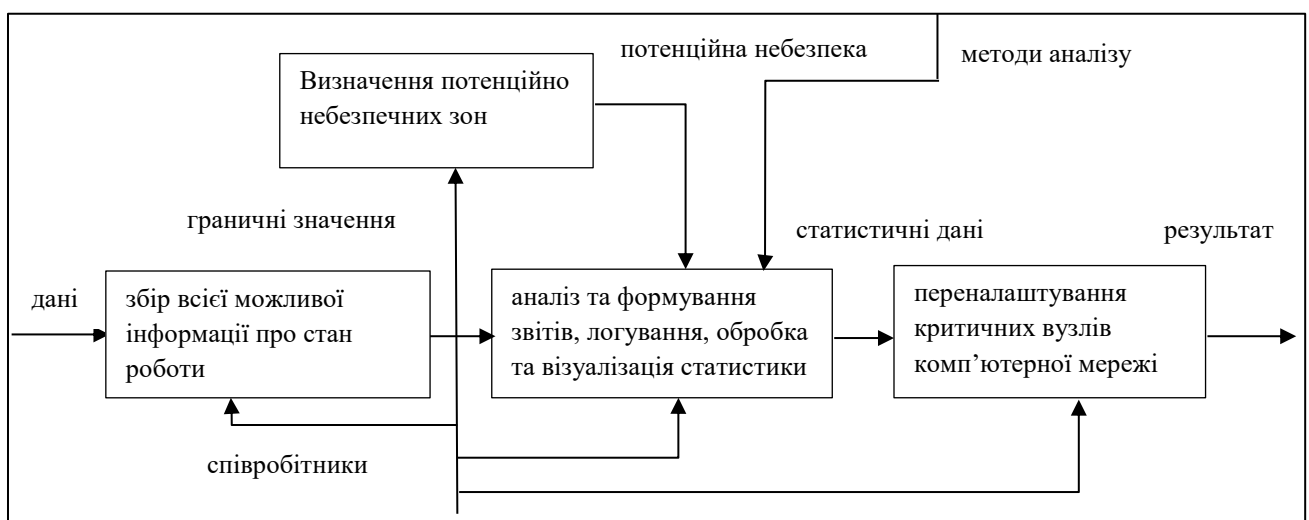 потенційна небезпека
методи аналізу
Визначення потенційно
небезпечних зон
граничні значення
статистичні дані
результат
дані
збір всієї можливої
інформації про стан
роботи
аналіз та формування
звітів, логування, обробка
та візуалізація статистики
переналаштування
критичних вузлів
комп’ютерної мережі
співробітники